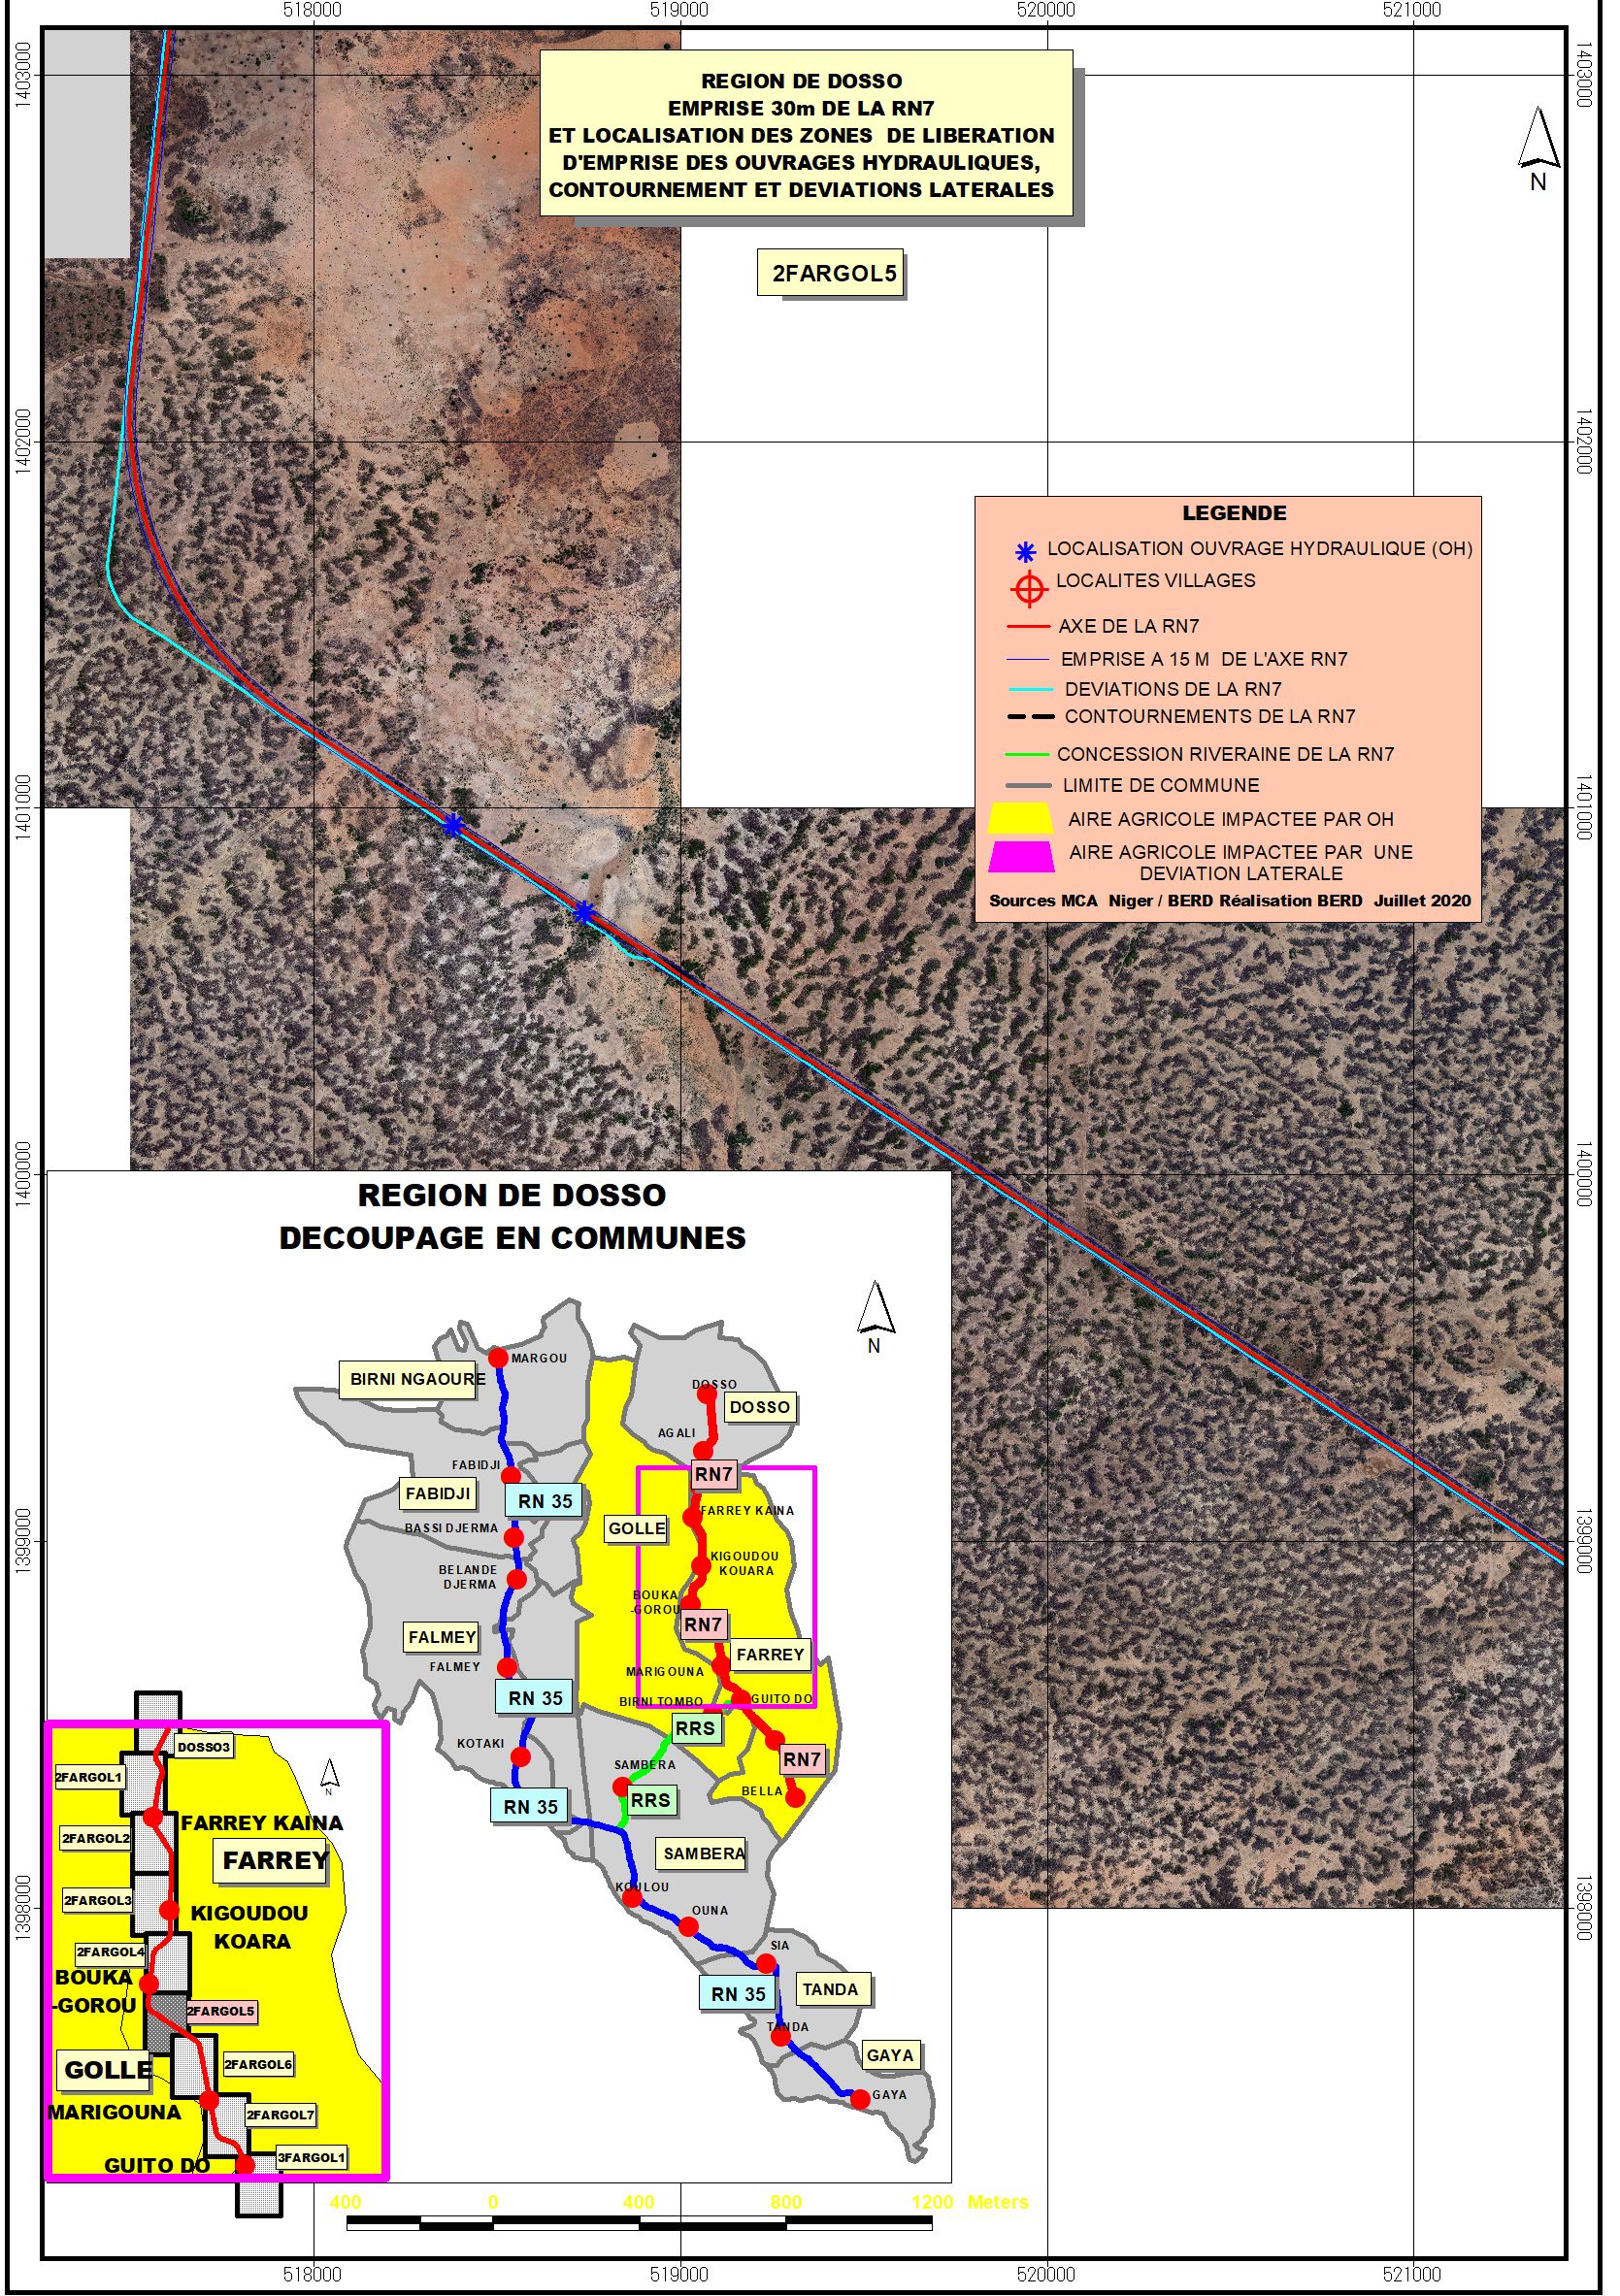 518000
519000
520000
521000
1403000
1403000
REGION DE DOSSO
EMPRISE 30m DE LA RN7
ET LOCALISATION DES ZONES DE LIBERATION
D'EMPRISE DES OUVRAGES HYDRAULIQUES,
CONTOURNEMENT ET DEVIATIONS LATERALES
N
2FARGOL5
1402000
1402000
LEGENDE
LOCALISATION OUVRAGE HYDRAULIQUE (OH)
LOCALITES VILLAGES
AXE DE LA RN7
EMPRISE A 15 M DE L'AXE RN7
DEVIATIONS DE LA RN7
CONTOURNEMENTS DE LA RN7
CONCESSION RIVERAINE DE LA RN7
LIMITE DE COMMUNE
AIRE AGRICOLE IMPACTEE PAR OH
AIRE AGRICOLE IMPACTEE PAR UNE
DEVIATION LATERALE
Sources MCA Niger / BERD Réalisation BERD Juillet 2020
1401000
1401000
1400000
1400000
REGION DE DOSSO
DECOUPAGE EN COMMUNES
N
MARGOU
BIRNI NGAOURE
DOSSO
DOSSO
AGALI
FABIDJI
RN7
FABIDJI
RN 35
FARREY KAINA
BASSI DJERMA
GOLLE
KIGOUDOU
KOUARA
BELANDE
DJERMA
BOUKA
-GOROU
RN7
FALMEY
FARREY
FALMEY
MARIGOUNA
RN 35
BIRNI TOMBO
GUITO DO
RRS
KOTAKI
SAMBERA
RN7
BELLA
RRS
RN 35
SAMBERA
KOULOU
OUNA
SIA
RN 35
TANDA
TANDA
GAYA
GAYA
1399000
1399000
1398000
1398000
DOSSO3
2FARGOL1
N
FARREY KAINA
2FARGOL2
FARREY
2FARGOL3
KIGOUDOU
KOARA
2FARGOL4
BOUKA
-GOROU
2FARGOL5
GOLLE
2FARGOL6
MARIGOUNA
2FARGOL7
GUITO DO
3FARGOL1
400
0
400
800
1200 Meters
518000
519000
520000
521000